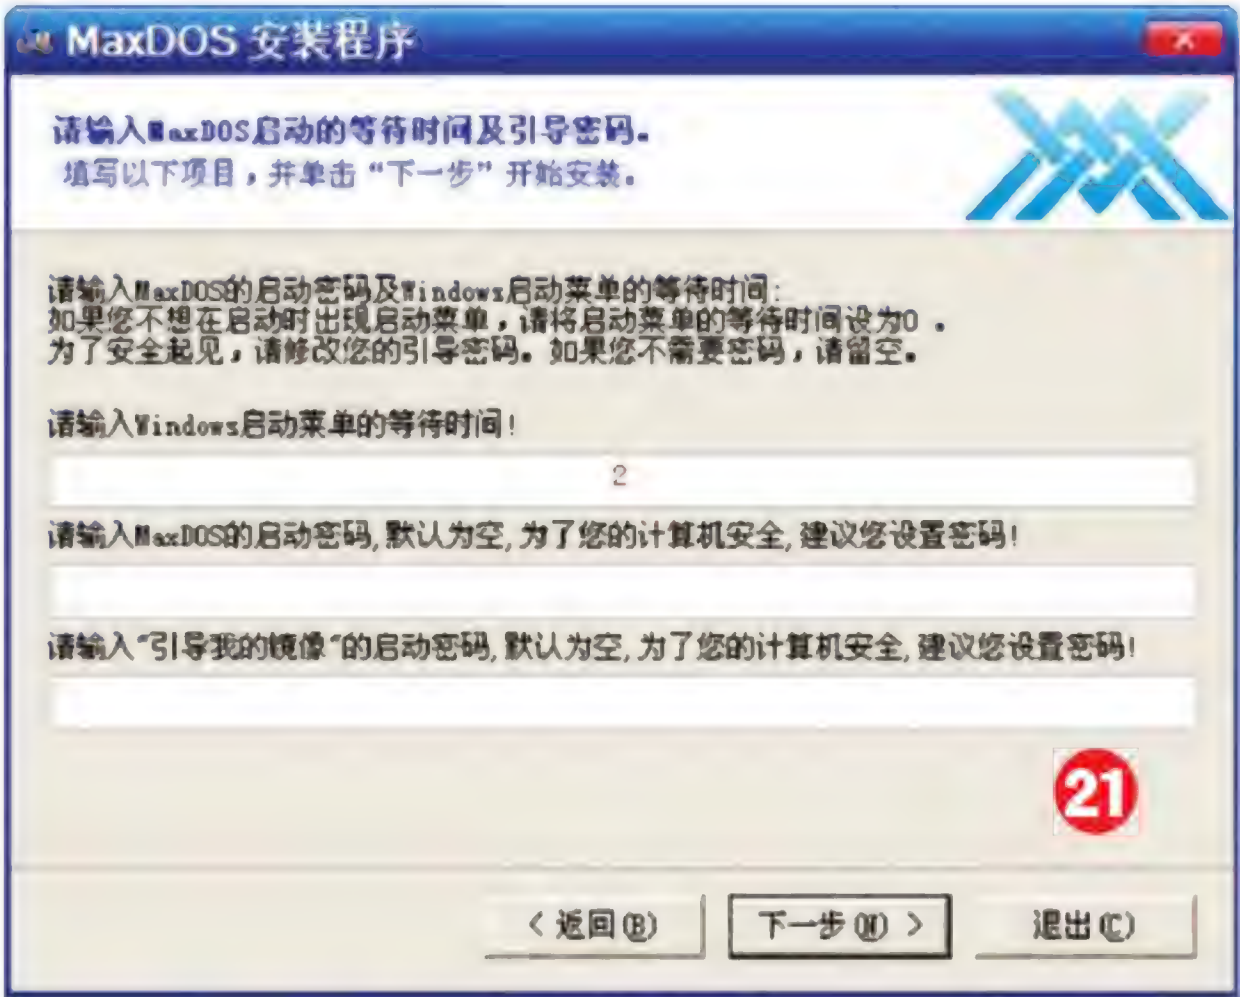 MaxDOS 安装程序
请输入MaxDOS启动的等待时间及引导密码。
填写以下项目，并单击“下一步”开始安装。
请输入MaxDOS的启动密码及Windows启动菜单的等待时间:
如果您不想在启动时出现启动菜单，请将启动菜单的等待时间设为0 。
为了安全起见，请修改您的引导密码。如果您不需要密码，请留空。
请输入Windows启动菜单的等待时间!
2
请输入MaxDOS的启动密码,默认为空,为了您的计算机安全,建议您设置密码!
请输入"引导我的镜像"的启动密码,默认为空,为了您的计算机安全,建议您设置密码!
21
< 返回(B)
下一步(N) >
退出(C)